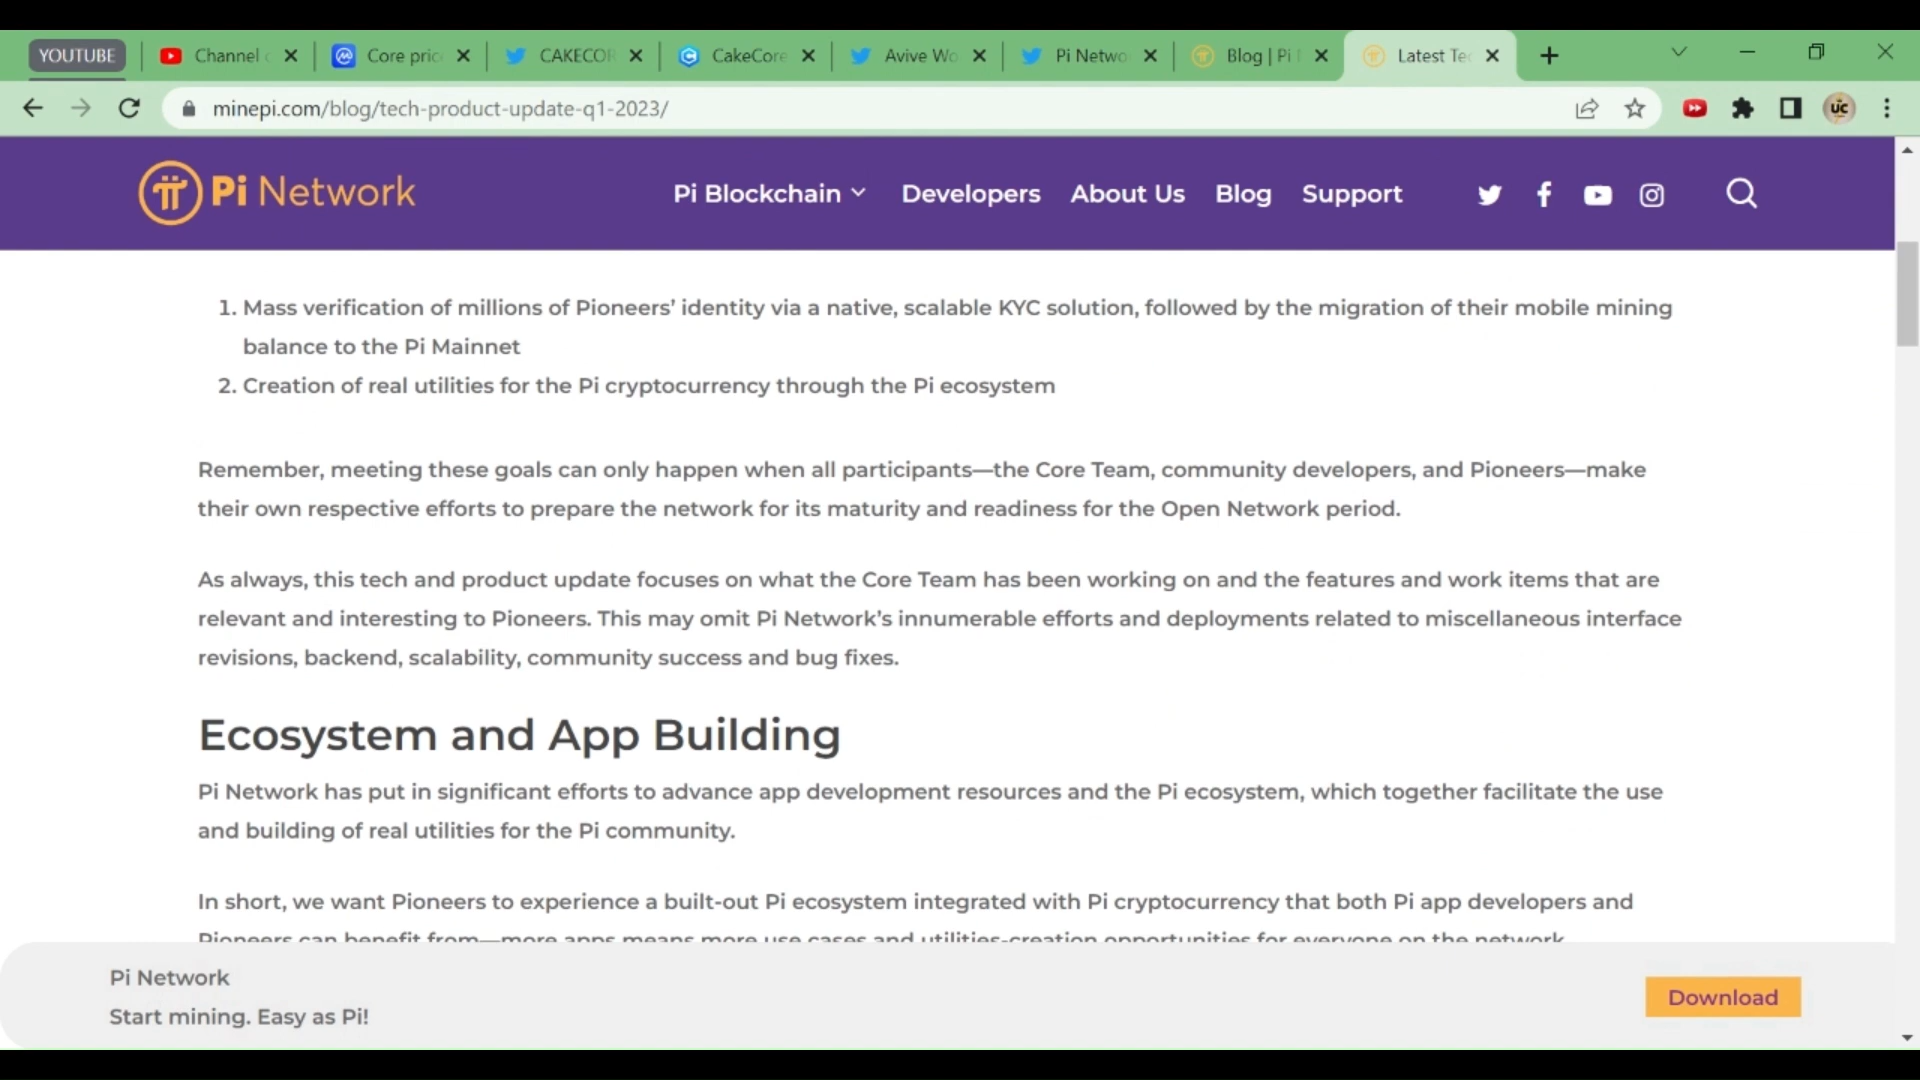 YOUTUBE
Channel
Core pric
CAKECOR
CakeCore
Avive Wo
Pi Netwo
Blog | Pi
Latest Tec
minepi.com/blog/tech-product-update-q1-2023/
UC
Pi Network
Pi Blockchain
Developers
About Us
Blog
Support
1. Mass verification of millions of Pioneers’ identity via a native, scalable KYC solution, followed by the migration of their mobile mining
balance to the Pi Mainnet
2. Creation of real utilities for the Pi cryptocurrency through the Pi ecosystem
Remember, meeting these goals can only happen when all participants—the Core Team, community developers, and Pioneers—make
their own respective efforts to prepare the network for its maturity and readiness for the Open Network period.
As always, this tech and product update focuses on what the Core Team has been working on and the features and work items that are
relevant and interesting to Pioneers. This may omit Pi Network’s innumerable efforts and deployments related to miscellaneous interface
revisions, backend, scalability, community success and bug fixes.
Ecosystem and App Building
Pi Network has put in significant efforts to advance app development resources and the Pi ecosystem, which together facilitate the use
and building of real utilities for the Pi community.
In short, we want Pioneers to experience a built-out Pi ecosystem integrated with Pi cryptocurrency that both Pi app developers and
Pioneers can benefit from—more apps means more use cases and utilities-creation opportunities for everyone on the network
Pi Network
Start mining. Easy as Pi!
Download